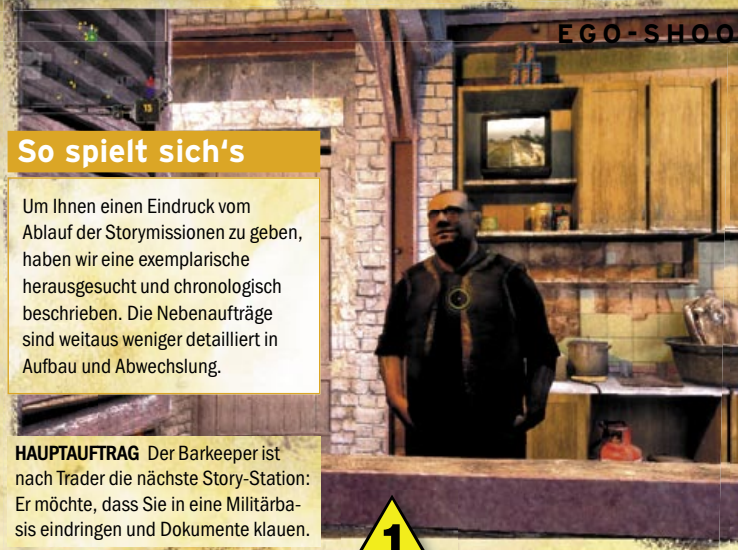 EGO-SHOO
15
So spielt sich's
Um Ihnen einen Eindruck vom
Ablauf der Storymissionen zu geben,
haben wir eine exemplarische
herausgesucht und chronologisch
beschrieben. Die Nebenaufträge
sind weitaus weniger detailliert in
Aufbau und Abwechslung.
HAUPTAUFTRAG Der Barkeeper ist
nach Trader die nächste Story-Station:
Er möchte, dass Sie in eine Militärba-
sis eindringen und Dokumente klauen.
1